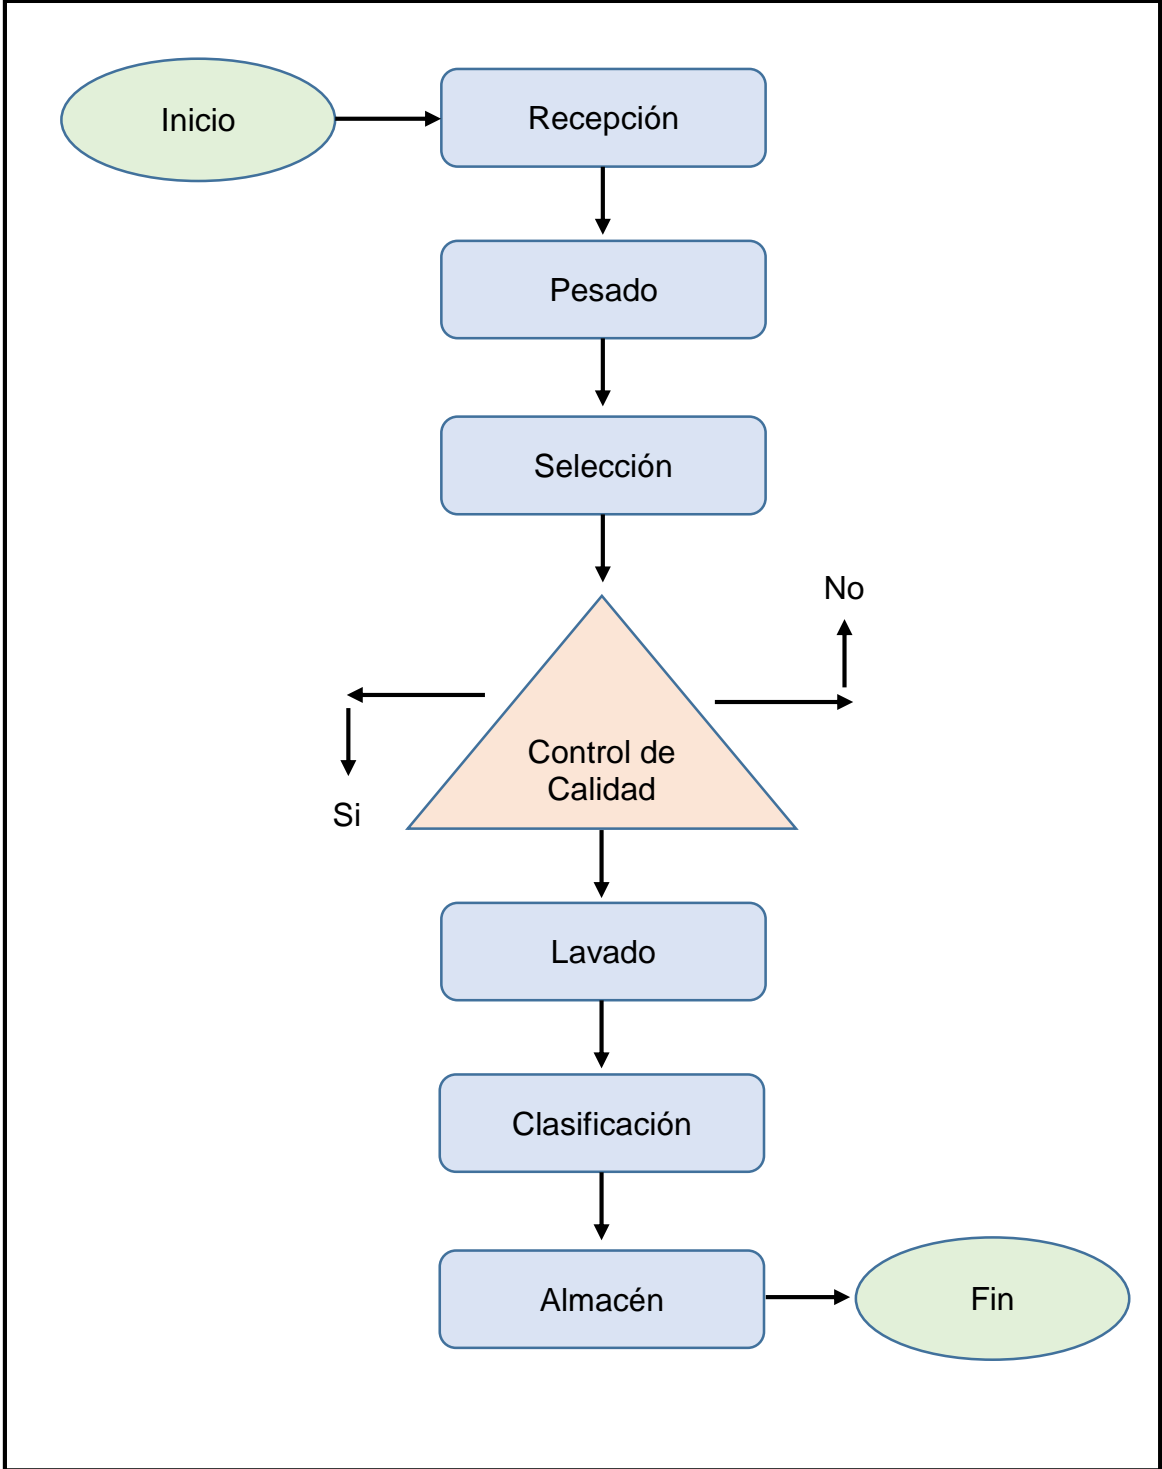 Inicio
Recepción
Pesado
Selección
No
Control de
Calidad
Si
Lavado
Clasificación
Almacén
Fin